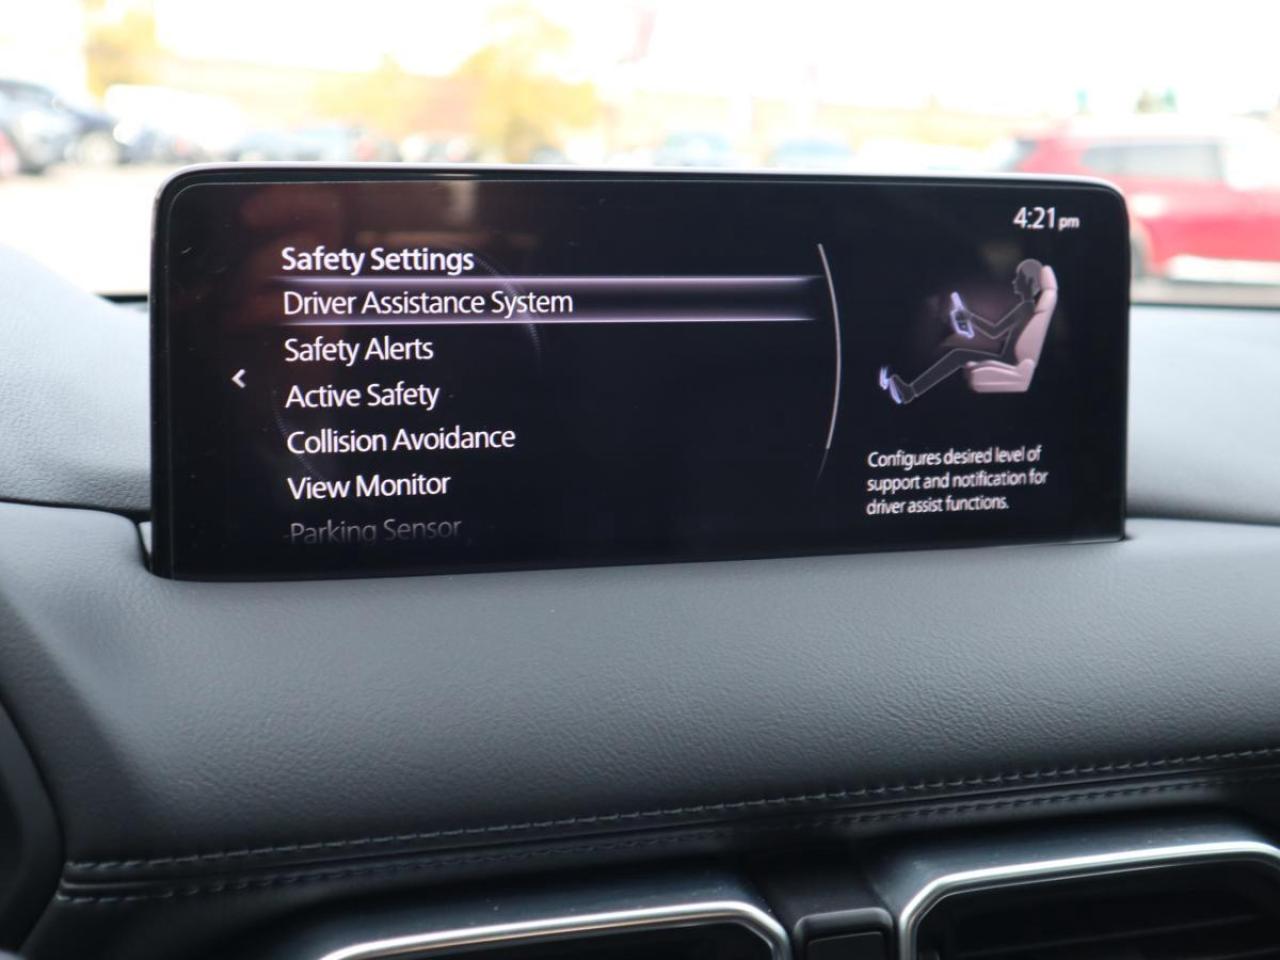 4:21 pm
Safety Settings
Driver Assistance System
Safety Alerts
Active Safety
Collision Avoidance
View Monitor
Parking Sensor
Configures desired level of
support and notification for
driver assist functions.